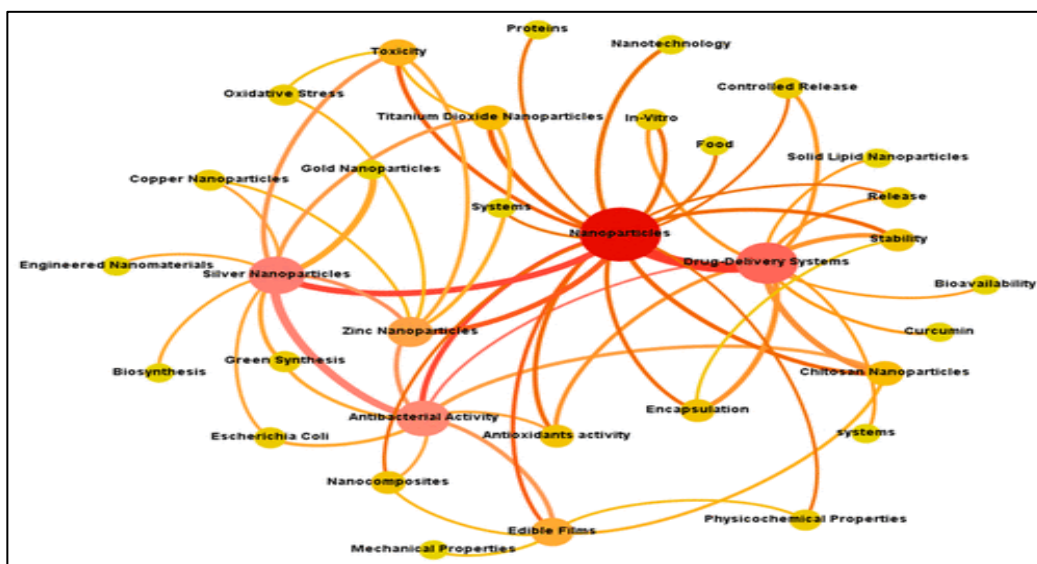 Proteins
Nanotechnology
Toxicity
Controlled Release
Oxidative Stress
Titanium Dioxide Nanoparticles
In-Vitro
Food
Solid Lipid Nanoparticles
Gold Nanoparticles
Copper Nanoparticles
Release
Systems
Nanoparticles
Stability
Drug-Delivery Systems
Engineered Nanomaterials
Silver Nanoparticles
Bioavailability
Zinc Nanoparticles
Curcumin
Green Synthesis
Biosynthesis
Chitosan Nanoparticles
Encapsulation
Antibacterial Activity
systems
Escherichia Coli
Antioxidants activity
Nanocomposites
Physicochemical Properties
Edible Films
Mechanical Properties